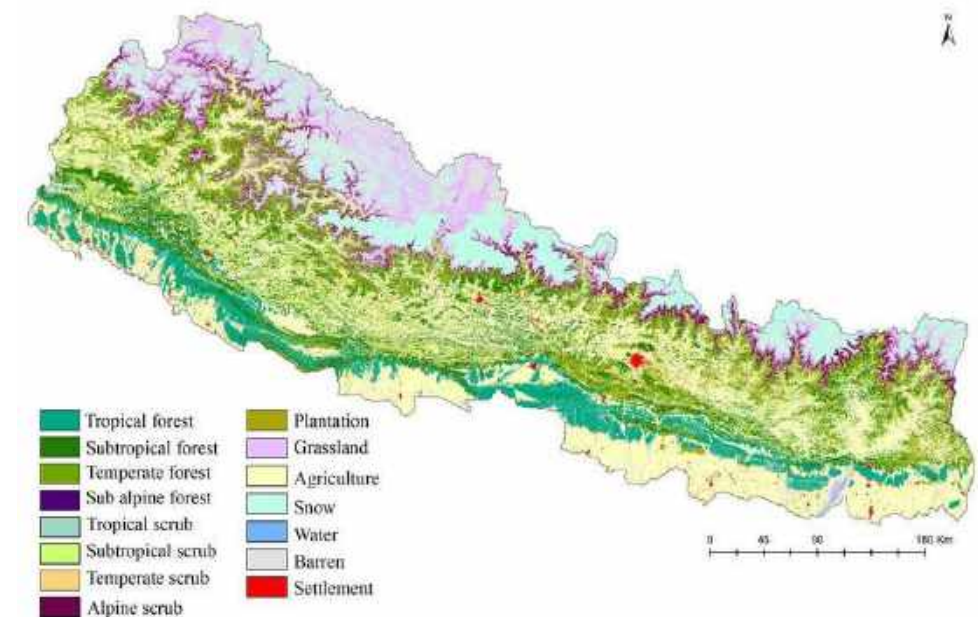 N
Tropical forest
Subtropical forest
Temperate forest
Sub alpine forest
Tropical scrub
Subtropical scrub
Temperate scrub
Alpine scrub
Plantation
Grassland
Agriculture
Snow
Water
Barren
Settlement
0 45 90 180 Km